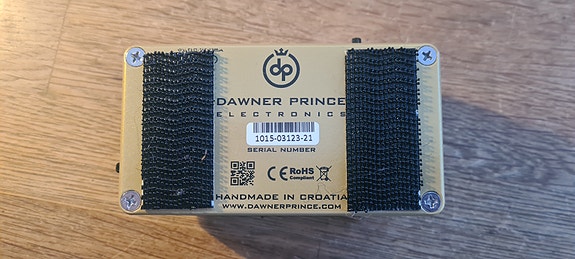 dp
DAWNER PRINCE
ELECTRONICS
1015-03123-21
SERIAL NUMBER
CE RoHS
Compliant
HANDMADE IN CROATIA
WWW.DAWNERPRINCE.COM